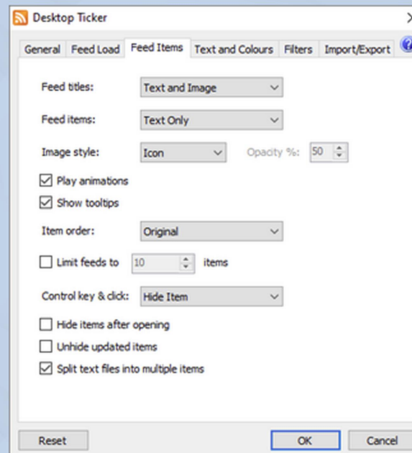 Desktop Ticker
General Feed Load Feed Items Text and Colours Filters Import/Export
Feed titles: Text and Image
Feed items: Text Only
Image style: Icon Opacity %: 50
Play animations
Show tooltips
Item order: Original
Limit feeds to 10 items
Control key & click: Hide Item
Hide items after opening
Unhide updated items
Split text files into multiple items
Reset OK Cancel